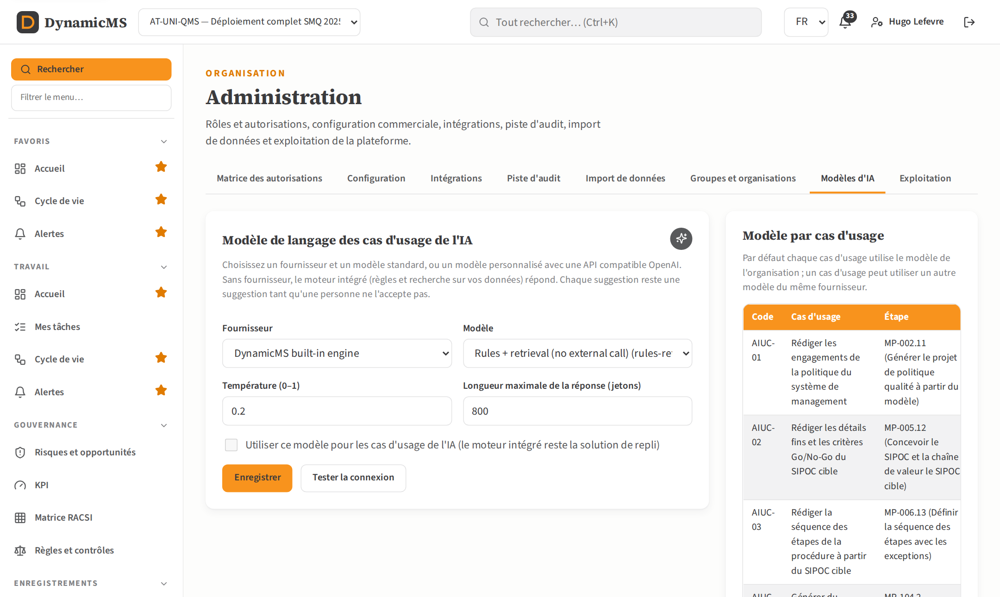 DynamicMS
AT-UNI-QMS — Déploiement complet SMQ 2025
Tout rechercher… (Ctrl+K)
FR
33
Hugo Lefevre
Rechercher
Filtrer le menu…
FAVORIS
Accueil
Cycle de vie
Alertes
TRAVAIL
Accueil
Mes tâches
Cycle de vie
Alertes
GOUVERNANCE
Risques et opportunités
KPI
Matrice RACSI
Règles et contrôles
ENREGISTREMENTS
ORGANISATION
Administration
Rôles et autorisations, configuration commerciale, intégrations, piste d'audit, import
de données et exploitation de la plateforme.
Matrice des autorisations
Configuration
Intégrations
Piste d'audit
Import de données
Groupes et organisations
Modèles d'IA
Exploitation
Modèle de langage des cas d'usage de l'IA
Choisissez un fournisseur et un modèle standard, ou un modèle personnalisé avec une API compatible OpenAI.
Sans fournisseur, le moteur intégré (règles et recherche sur vos données) répond. Chaque suggestion reste une
suggestion tant qu'une personne ne l'accepte pas.
Fournisseur
DynamicMS built-in engine
Modèle
Rules + retrieval (no external call) (rules-re
Température (0–1)
0.2
Longueur maximale de la réponse (jetons)
800
Utiliser ce modèle pour les cas d'usage de l'IA (le moteur intégré reste la solution de repli)
Enregistrer
Tester la connexion
Modèle par cas d'usage
Par défaut chaque cas d'usage utilise le modèle de
l'organisation ; un cas d'usage peut utiliser un autre
modèle du même fournisseur.
Code
Cas d'usage
Étape
AIUC-
01
Rédiger les
engagements de
la politique du
système de
management
MP-002.11
(Générer le projet
de politique
qualité à partir du
modèle)
AIUC-
02
Rédiger les détails
fins et les critères
Go/No-Go du
SIPOC cible
MP-005.12
(Concevoir le
SIPOC et la chaîne
de valeur le SIPOC
cible)
AIUC-
03
Rédiger la
séquence des
étapes de la
procédure à partir
du SIPOC cible
MP-006.13 (Définir
la séquence des
étapes avec les
exceptions)
AIUC-
Générer du
MP-104.2